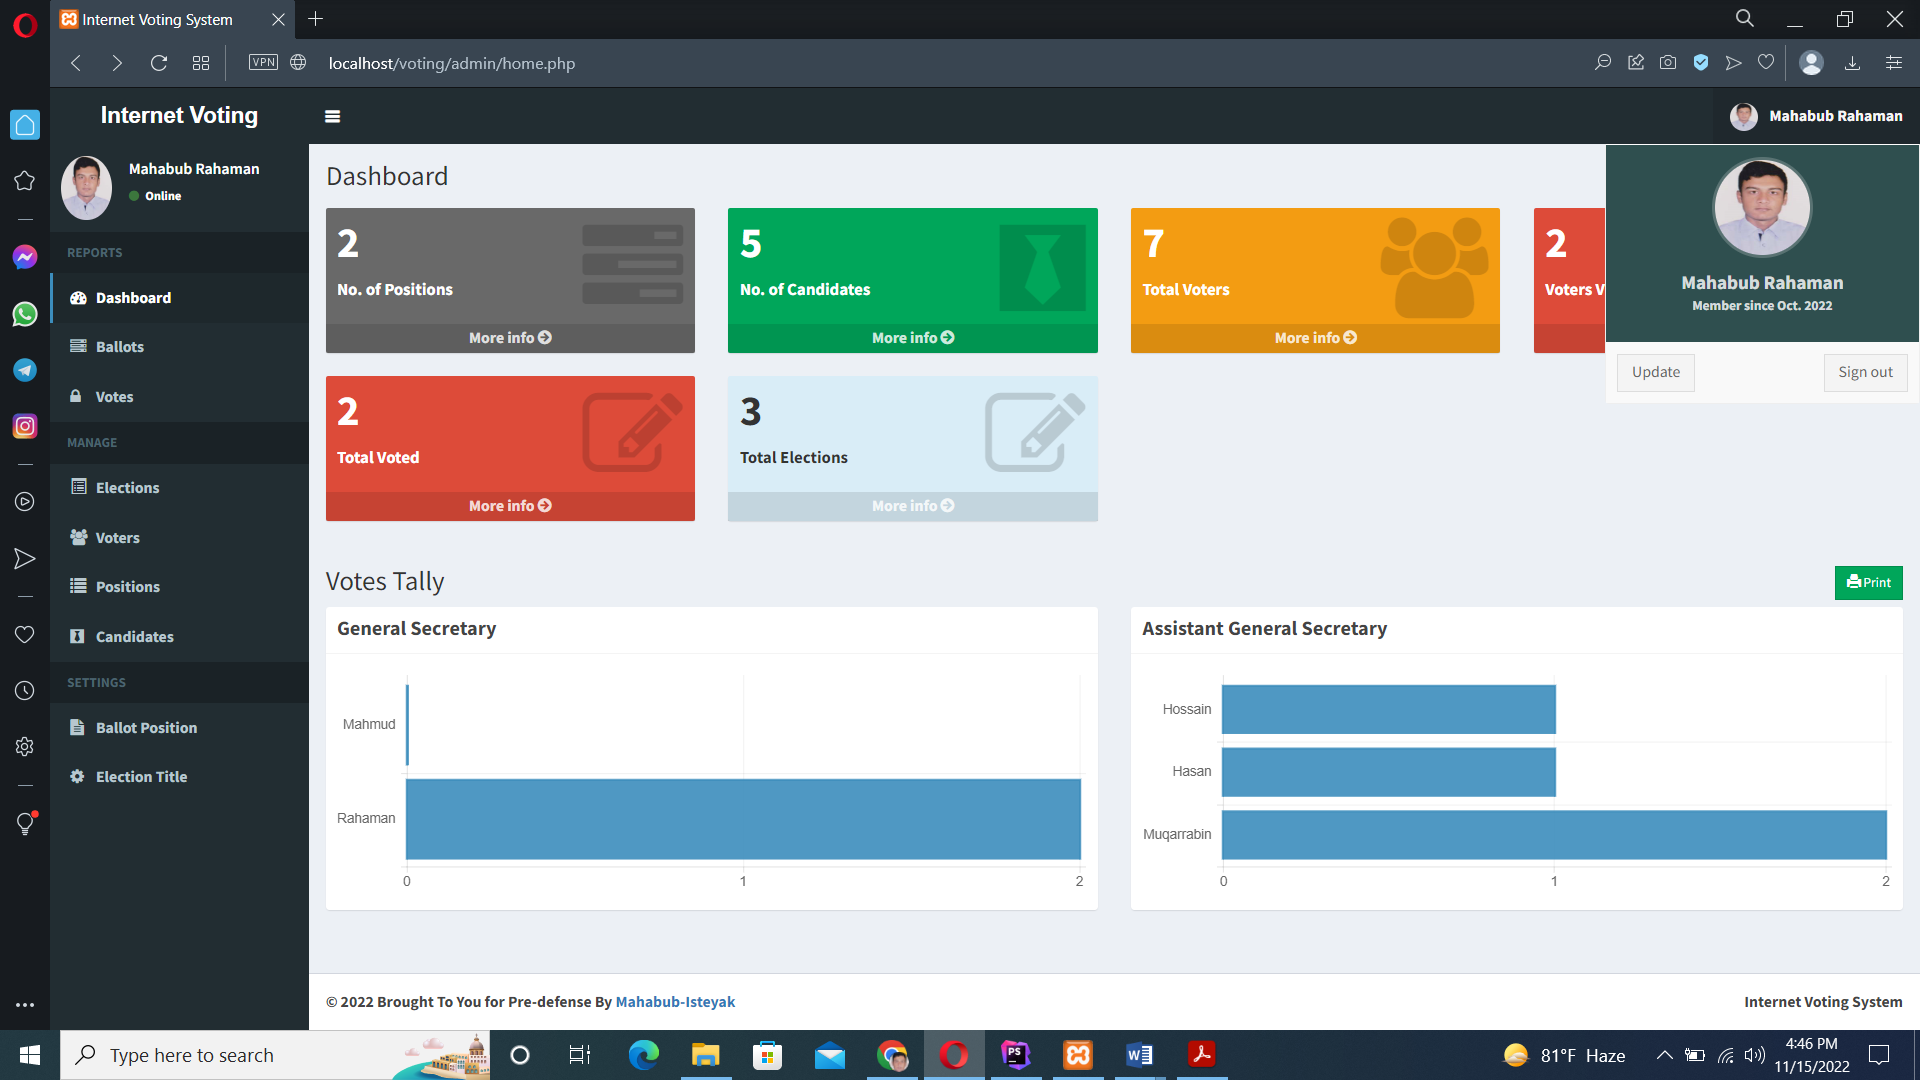 Internet Voting System
VPN
localhost/voting/admin/home.php
Internet Voting
Mahabub Rahaman
Mahabub Rahaman
Online
REPORTS
Dashboard
Ballots
Votes
MANAGE
Elections
Voters
Positions
Candidates
SETTINGS
Ballot Position
Election Title
Dashboard
2
No. of Positions
More info
5
No. of Candidates
More info
7
Total Voters
More info
2
Voters V
Mahabub Rahaman
Member since Oct. 2022
Update
Sign out
2
Total Voted
More info
3
Total Elections
More info
Votes Tally
Print
General Secretary
Mahmud
Rahaman
0 1 2
Assistant General Secretary
Hossain
Hasan
Muqarrabin
0 1 2
© 2022 Brought To You for Pre-defense By Mahabub-Isteyak
Internet Voting System
Type here to search
PS
W
81°F Haze
4:46 PM
11/15/2022